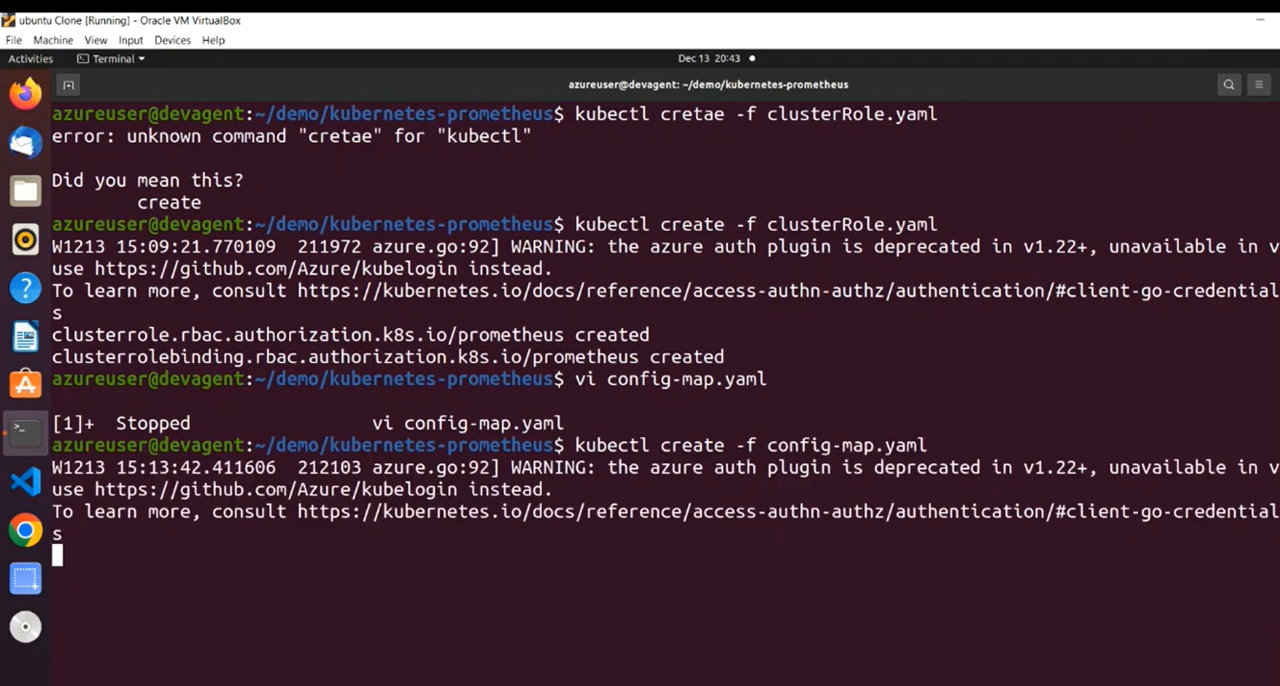 ubuntu Clone [Running] - Oracle VM VirtualBox
File Machine View Input Devices Help
Activities Terminal Dec 13 20:43
azureuser@devagent: ~/demo/kubernetes-prometheus
azureuser@devagent:~/demo/kubernetes-prometheus$ kubectl cretae -f clusterRole.yaml
error: unknown command "cretae" for "kubectl"
Did you mean this?
create
azureuser@devagent:~/demo/kubernetes-prometheus$ kubectl create -f clusterRole.yaml
W1213 15:09:21.770109 211972 azure.go:92] WARNING: the azure auth plugin is deprecated in v1.22+, unavailable in v
use https://github.com/Azure/kubelogin instead.
To learn more, consult https://kubernetes.io/docs/reference/access-authn-authz/authentication/#client-go-credential
s
clusterrole.rbac.authorization.k8s.io/prometheus created
clusterrolebinding.rbac.authorization.k8s.io/prometheus created
azureuser@devagent:~/demo/kubernetes-prometheus$ vi config-map.yaml
[1]+ Stopped vi config-map.yaml
azureuser@devagent:~/demo/kubernetes-prometheus$ kubectl create -f config-map.yaml
W1213 15:13:42.411606 212103 azure.go:92] WARNING: the azure auth plugin is deprecated in v1.22+, unavailable in v
use https://github.com/Azure/kubelogin instead.
To learn more, consult https://kubernetes.io/docs/reference/access-authn-authz/authentication/#client-go-credential
s